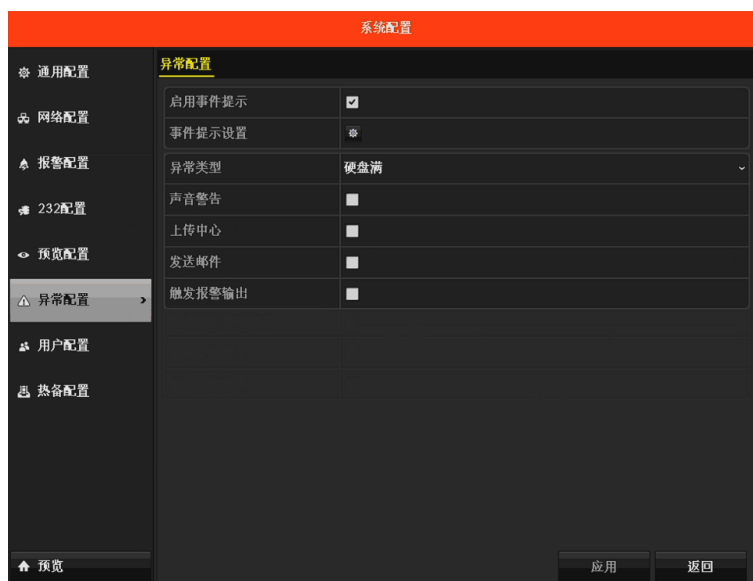 系统配置
通用配置
网络配置
报警配置
232配置
预览配置
异常配置
用户配置
热备配置
预览
异常配置
启用事件提示
事件提示设置
异常类型 硬盘满
声音警告
上传中心
发送邮件
触发报警输出
应用 返回